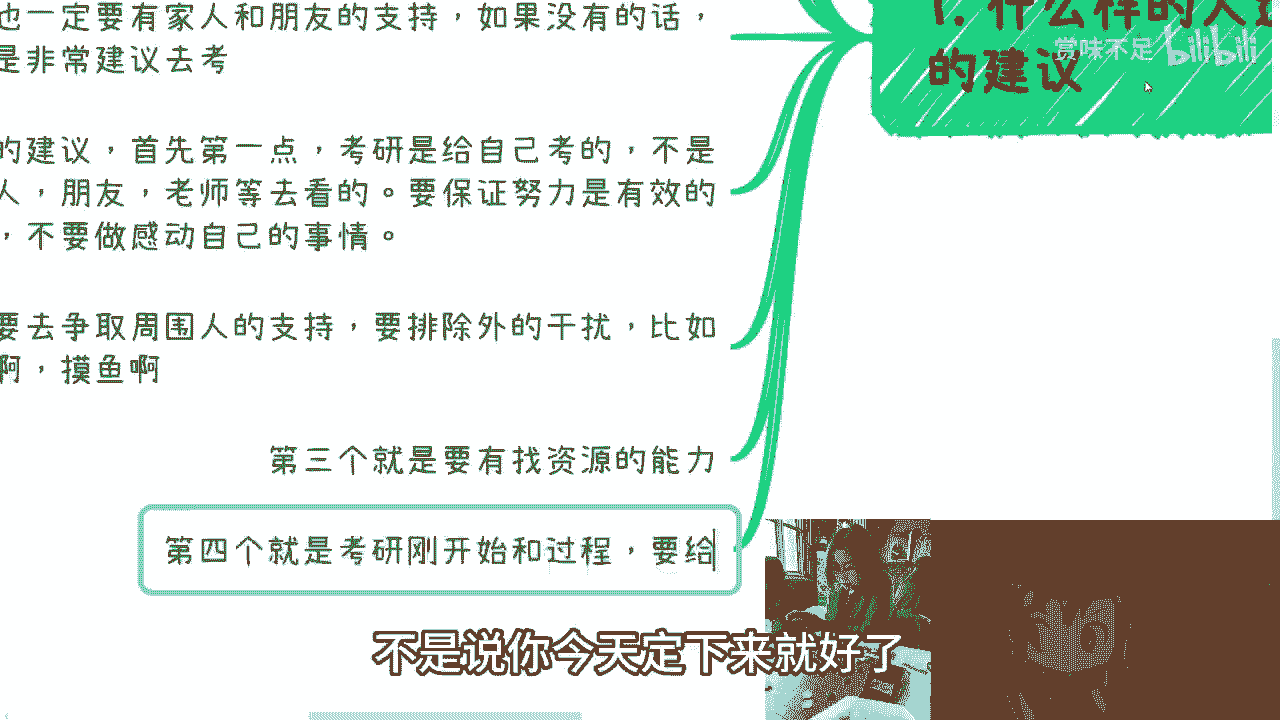 也一定要有家人和朋友的支持，如果没有的话，
是非常建议去考
1. 什么样的人
的建议
赏味不足 bilibili
的建议，首先第一点，考研是给自己考的，不是
人，朋友，老师等去看的。要保证努力是有效的
，不要做感动自己的事情。
要去争取周围人的支持，要排除外的干扰，比如
啊，摸鱼啊
第三个就是要有找资源的能力
第四个就是考研刚开始和过程，要给
不是说你今天定下来就好了